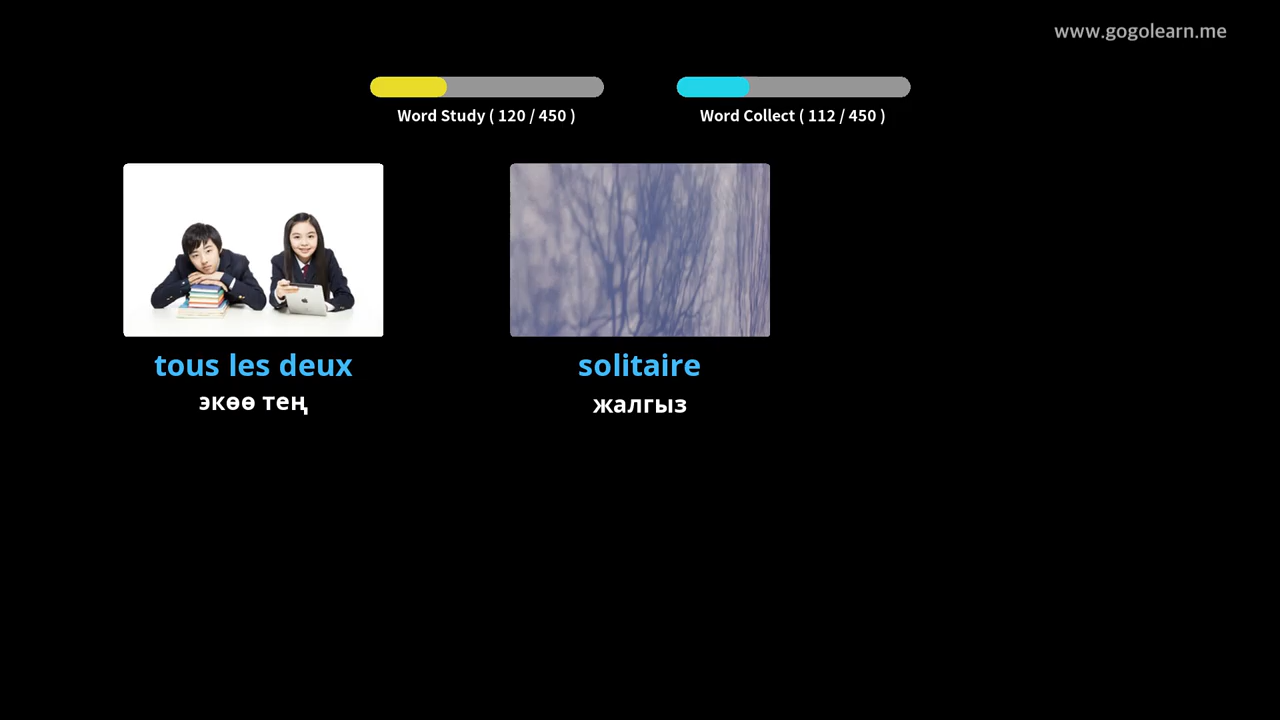 www.gogolearn.me
Word Study ( 120 / 450 )
Word Collect ( 112 / 450 )
tous les deux
экөө тең
solitaire
жалгыз